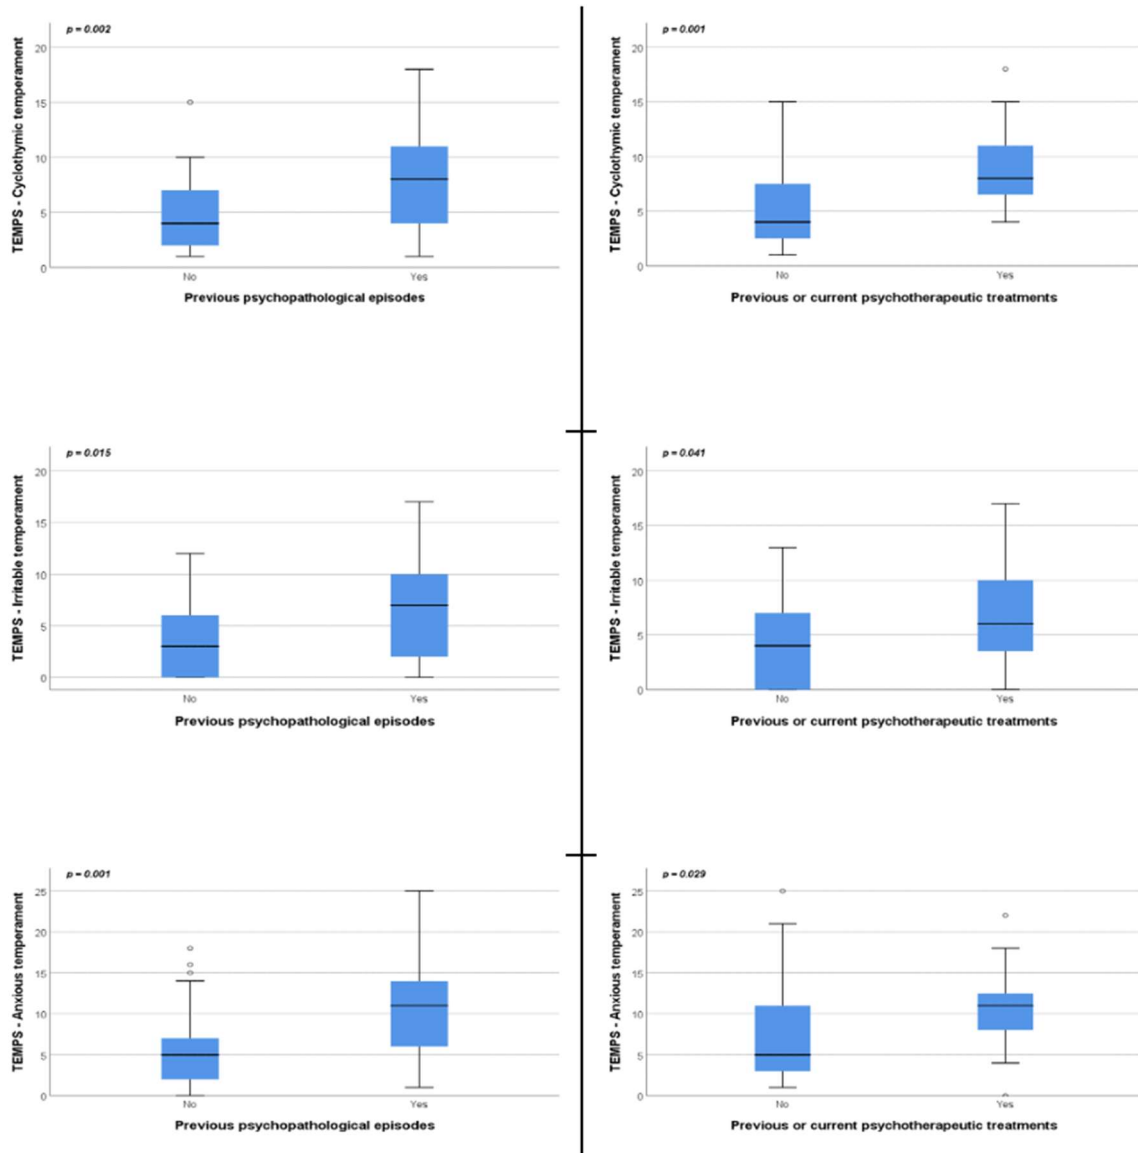 p = 0.002
TEMPS - Cyclothymic temperament
20
15
10
5
0
No Yes
Previous psychopathological episodes
p = 0.001
TEMPS - Cyclothymic temperament
20
15
10
5
0
No Yes
Previous or current psychotherapeutic treatments
p = 0.015
TEMPS - Irritable temperament
20
15
10
5
0
No Yes
Previous psychopathological episodes
p = 0.041
TEMPS - Irritable temperament
20
15
10
5
0
No Yes
Previous or current psychotherapeutic treatments
p = 0.001
TEMPS - Anxious temperament
25
20
15
10
5
0
No Yes
Previous psychopathological episodes
p = 0.029
TEMPS - Anxious temperament
25
20
15
10
5
0
No Yes
Previous or current psychotherapeutic treatments